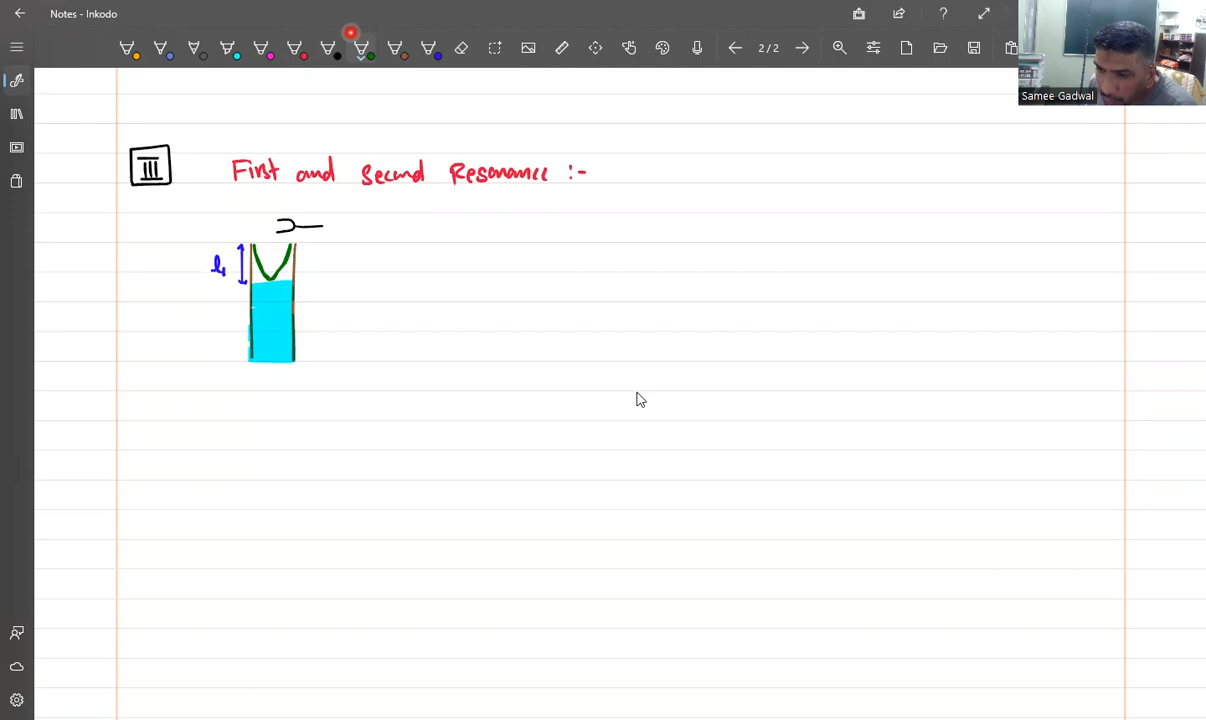 Notes - Inkodo
2/2
Samee Gadwal
III First and Second Resonance :-
l₁